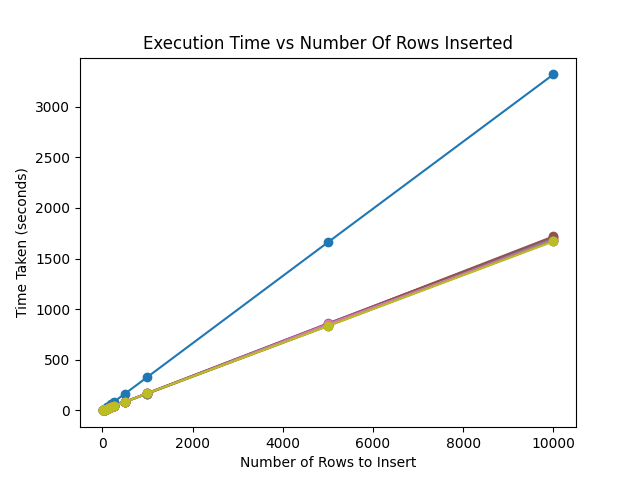 Execution Time vs Number Of Rows Inserted
3000
2500
2000
1500
1000
500
0
Time Taken (seconds)
0 2000 4000 6000 8000 10000
Number of Rows to Insert